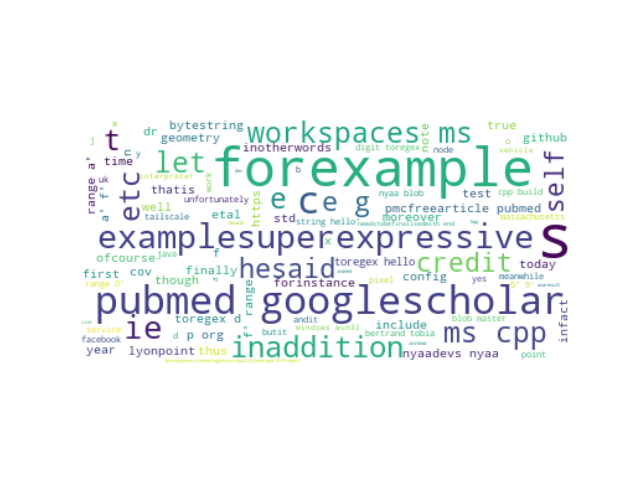 m
dr
bytestring
workspaces ms
note
true
j
t
n
y
geometry
inotherwords
digit toregex
node
o
vehicle
github
range a'
time
let
forexample
self
uk
thatis
interpreter
work
b
nyaa blob
test
cpp build
etc
a' f'
unfortunately
https
e
c
e g
pmcfreearticle pubmed
well
tailscale
etal
std
string hello
moreover
needstobefinalisedwith end
massachusetts
examplesuperexpressive
s
x
ofcourse
java
f
hesaid
toregex hello
credit
today
first
cov
finally
forinstance
pixel
config
yes
meanwhile
range 0'
though
f' range
0' 9'
pubmed googlescholar
infact
service
ie
toregex d
andit
include
blob master
ms cpp
facebook
butit
windows win32
bertrand tobia
year
lyonpoint
thus
d
p org
inaddition
nyaadevs nyaa
point